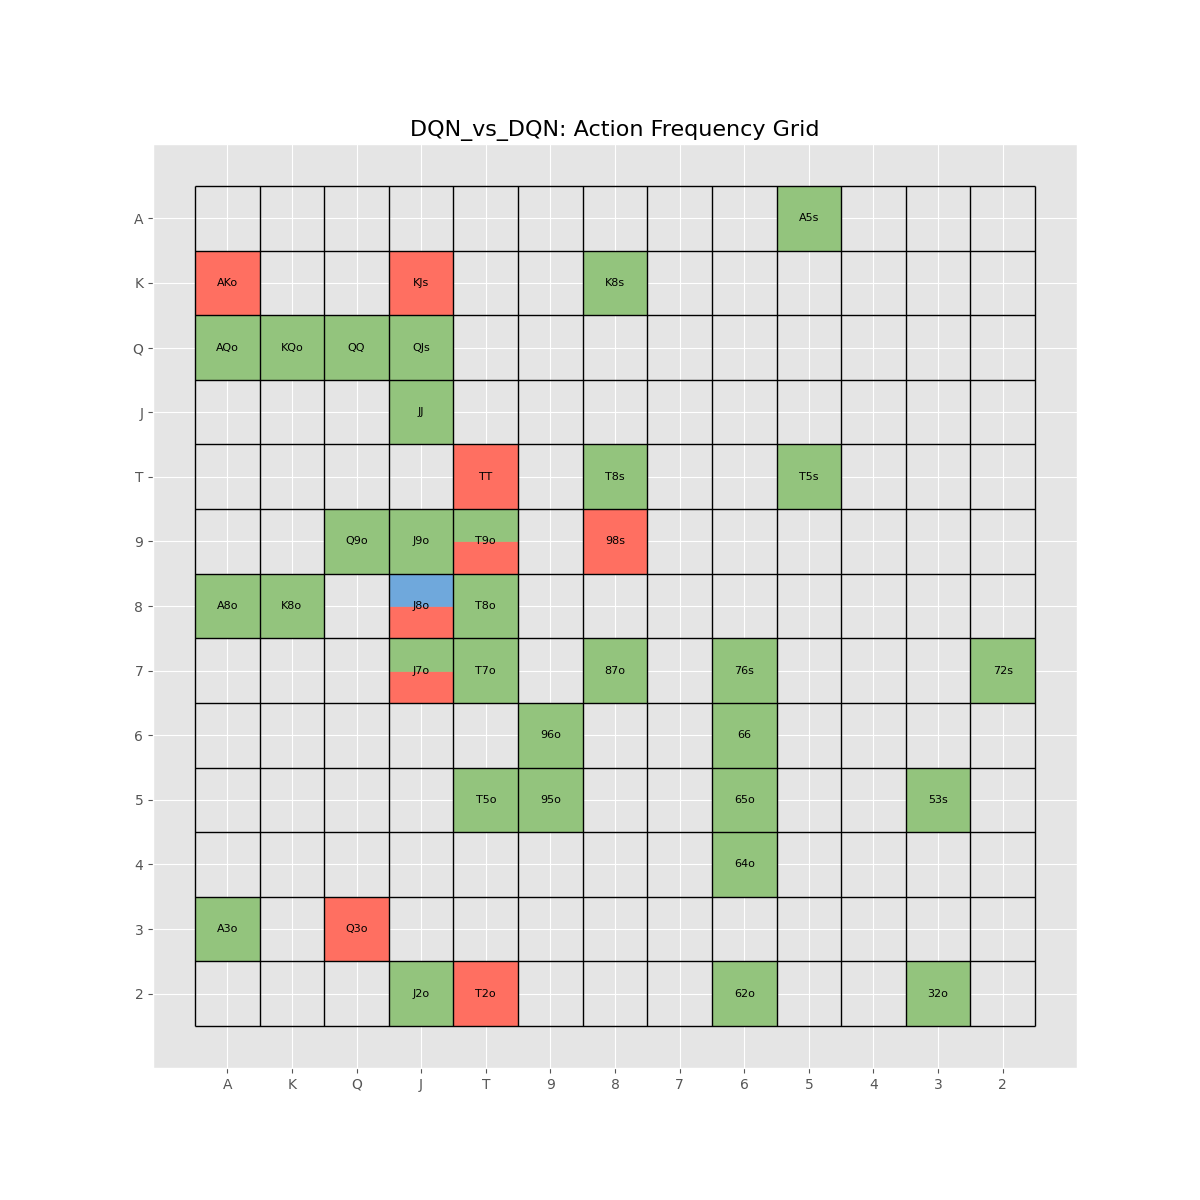 DQN_vs_DQN: Action Frequency Grid
A A5s
K AKo KJs K8s
Q AQo KQo QQ QJs
J JJ
T TT T8s T5s
9 Q9o J9o T9o 98s
8 A8o K8o J8o T8o
7 J7o T7o 87o 76s 72s
6 96o 66
5 T5o 95o 65o 53s
4 64o
3 A3o Q3o
2 J2o T2o 62o 32o
A K Q J T 9 8 7 6 5 4 3 2